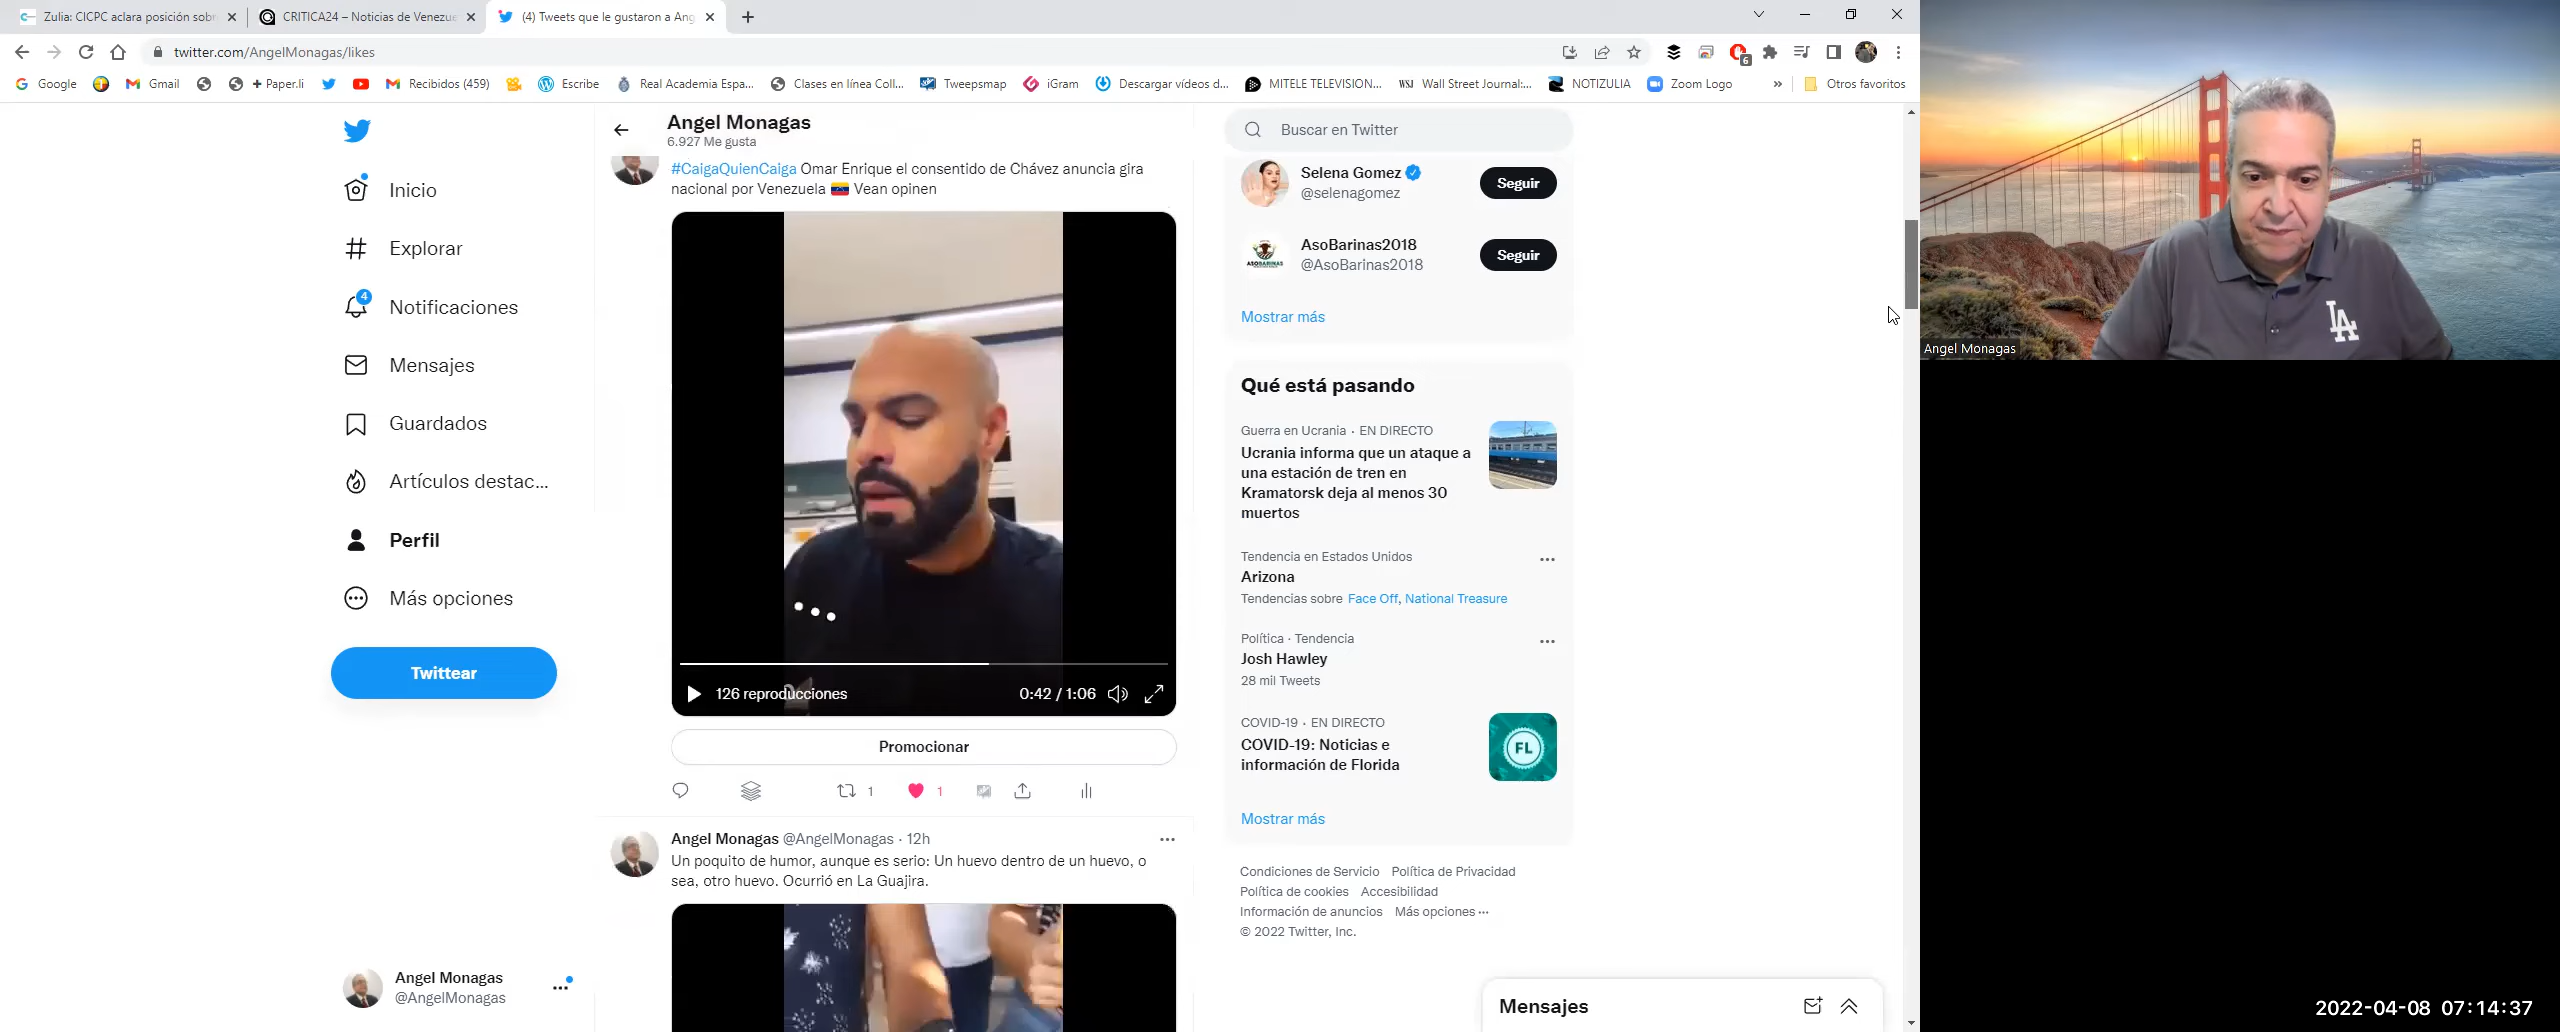 Zulia: CICPC aclara posición sob
CRITICA24 – Noticias de Venezue
(4) Tweets que le gustaron a Ang
twitter.com/AngelMonagas/likes
6
Google
Gmail
+ Paper.li
Recibidos (459)
Escribe
Real Academia Espa...
Clases en línea Coll...
Tweepsmap
iGram
Descargar vídeos d...
MITELE TELEVISION...
WSJ Wall Street Journal:...
NOTIZULIA
Zoom Logo
»
Otros favoritos
Inicio
Explorar
4
Notificaciones
Mensajes
Guardados
Artículos destac...
Perfil
Más opciones
Twittear
Angel Monagas
@AngelMonagas
Angel Monagas
6.927 Me gusta
#CaigaQuienCaiga Omar Enrique el consentido de Chávez anuncia gira
nacional por Venezuela 🇻🇪 Vean opinen
126 reproducciones
0:42 / 1:06
Promocionar
1
1
Angel Monagas @AngelMonagas · 12h
Un poquito de humor, aunque es serio: Un huevo dentro de un huevo, o
sea, otro huevo. Ocurrió en La Guajira.
Buscar en Twitter
Selena Gomez
@selenagomez
Seguir
ASOBARINAS
AsoBarinas2018
@AsoBarinas2018
Seguir
Mostrar más
Qué está pasando
Guerra en Ucrania · EN DIRECTO
Ucrania informa que un ataque a
una estación de tren en
Kramatorsk deja al menos 30
muertos
Tendencia en Estados Unidos
Arizona
Tendencias sobre Face Off, National Treasure
Política · Tendencia
Josh Hawley
28 mil Tweets
COVID-19 · EN DIRECTO
COVID-19: Noticias e
información de Florida
FL
Mostrar más
Condiciones de Servicio Política de Privacidad
Política de cookies Accesibilidad
Información de anuncios Más opciones ···
© 2022 Twitter, Inc.
Mensajes
LA
Angel Monagas
2022-04-08 07:14:37